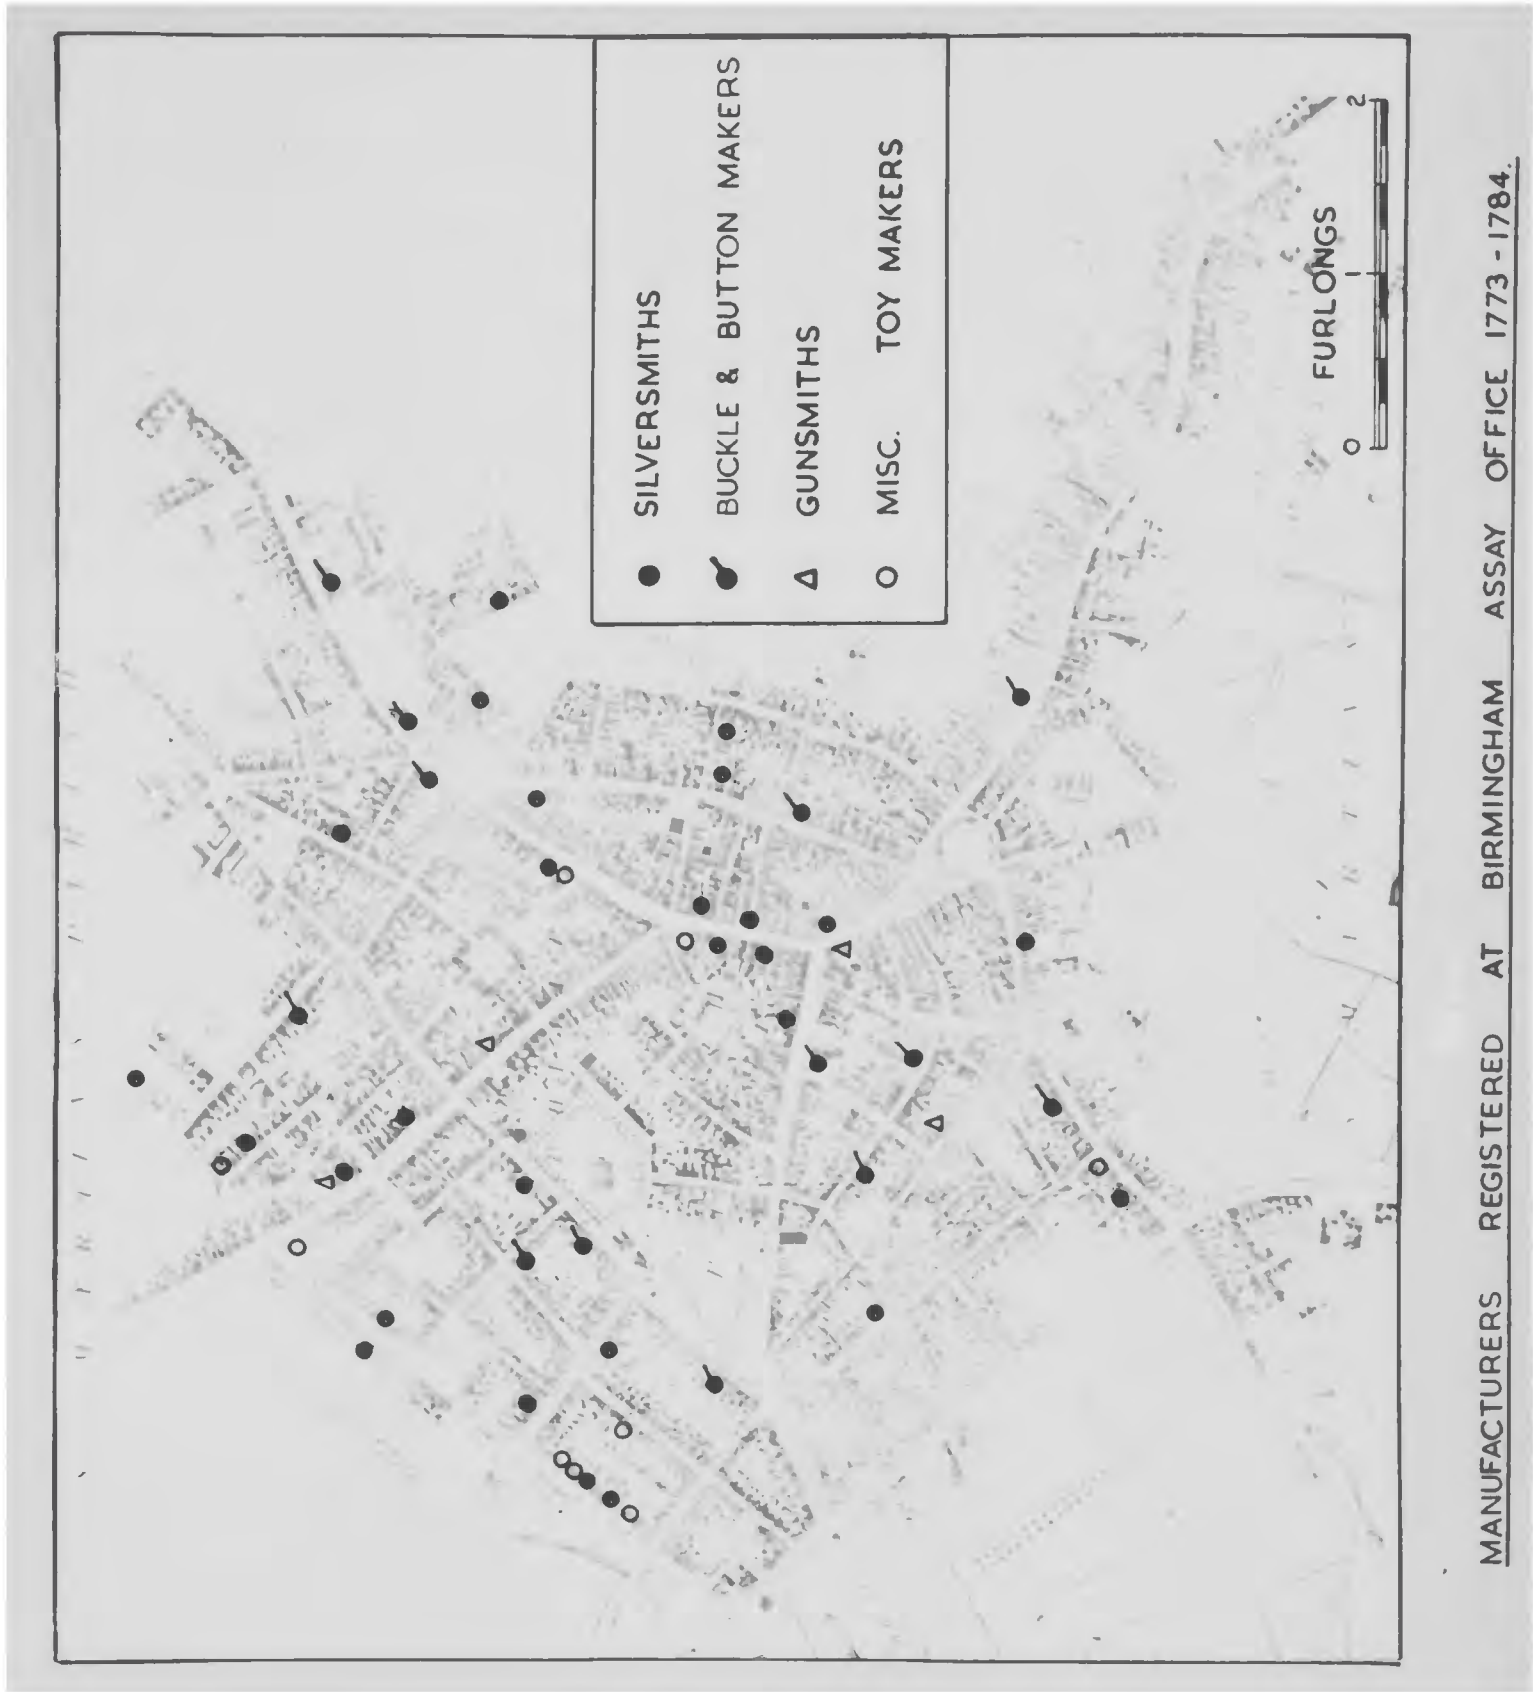 SILVERSMITHS
BUCKLE & BUTTON MAKERS
GUNSMITHS
MISC. TOY MAKERS
FURLONGS
0 1 2
MANUFACTURERS REGISTERED AT BIRMINGHAM ASSAY OFFICE 1773 - 1784.